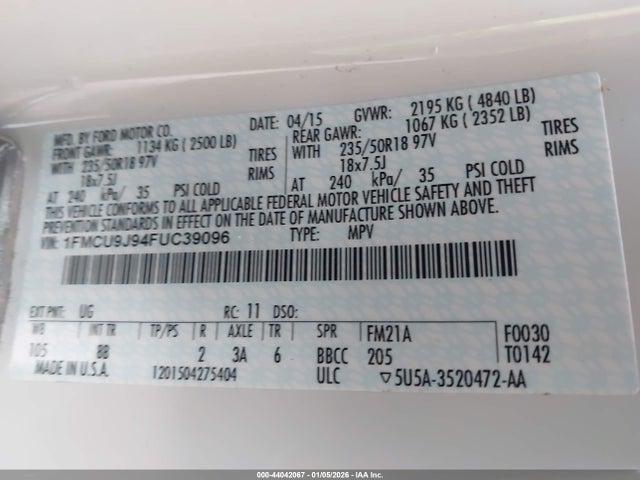 MFD. BY FORD MOTOR CO. DATE: 04/15 GVWR: 2195 KG ( 4840 LB)
FRONT GAWR: 1134 KG ( 2500 LB) REAR GAWR: 1067 KG ( 2352 LB)
WITH 235/50R18 97V TIRES WITH 235/50R18 97V TIRES
18x7.5J RIMS 18x7.5J RIMS
AT 240 kPa/ 35 PSI COLD AT 240 kPa/ 35 PSI COLD
THIS VEHICLE CONFORMS TO ALL APPLICABLE FEDERAL MOTOR VEHICLE SAFETY AND THEFT
PREVENTION STANDARDS IN EFFECT ON THE DATE OF MANUFACTURE SHOWN ABOVE.
VIN: 1FMCU9J94FUC39096 TYPE: MPV
EXT PNT: UG RC: 11 DSO:
WB INT TR TP/PS R AXLE TR SPR FM21A F0030
105 BB 2 3A 6 BBCC 205 T0142
MADE IN U.S.A. 1201504275404 ULC ▽5U5A-3520472-AA
000-44042067 - 01/05/2026 - IAA Inc.